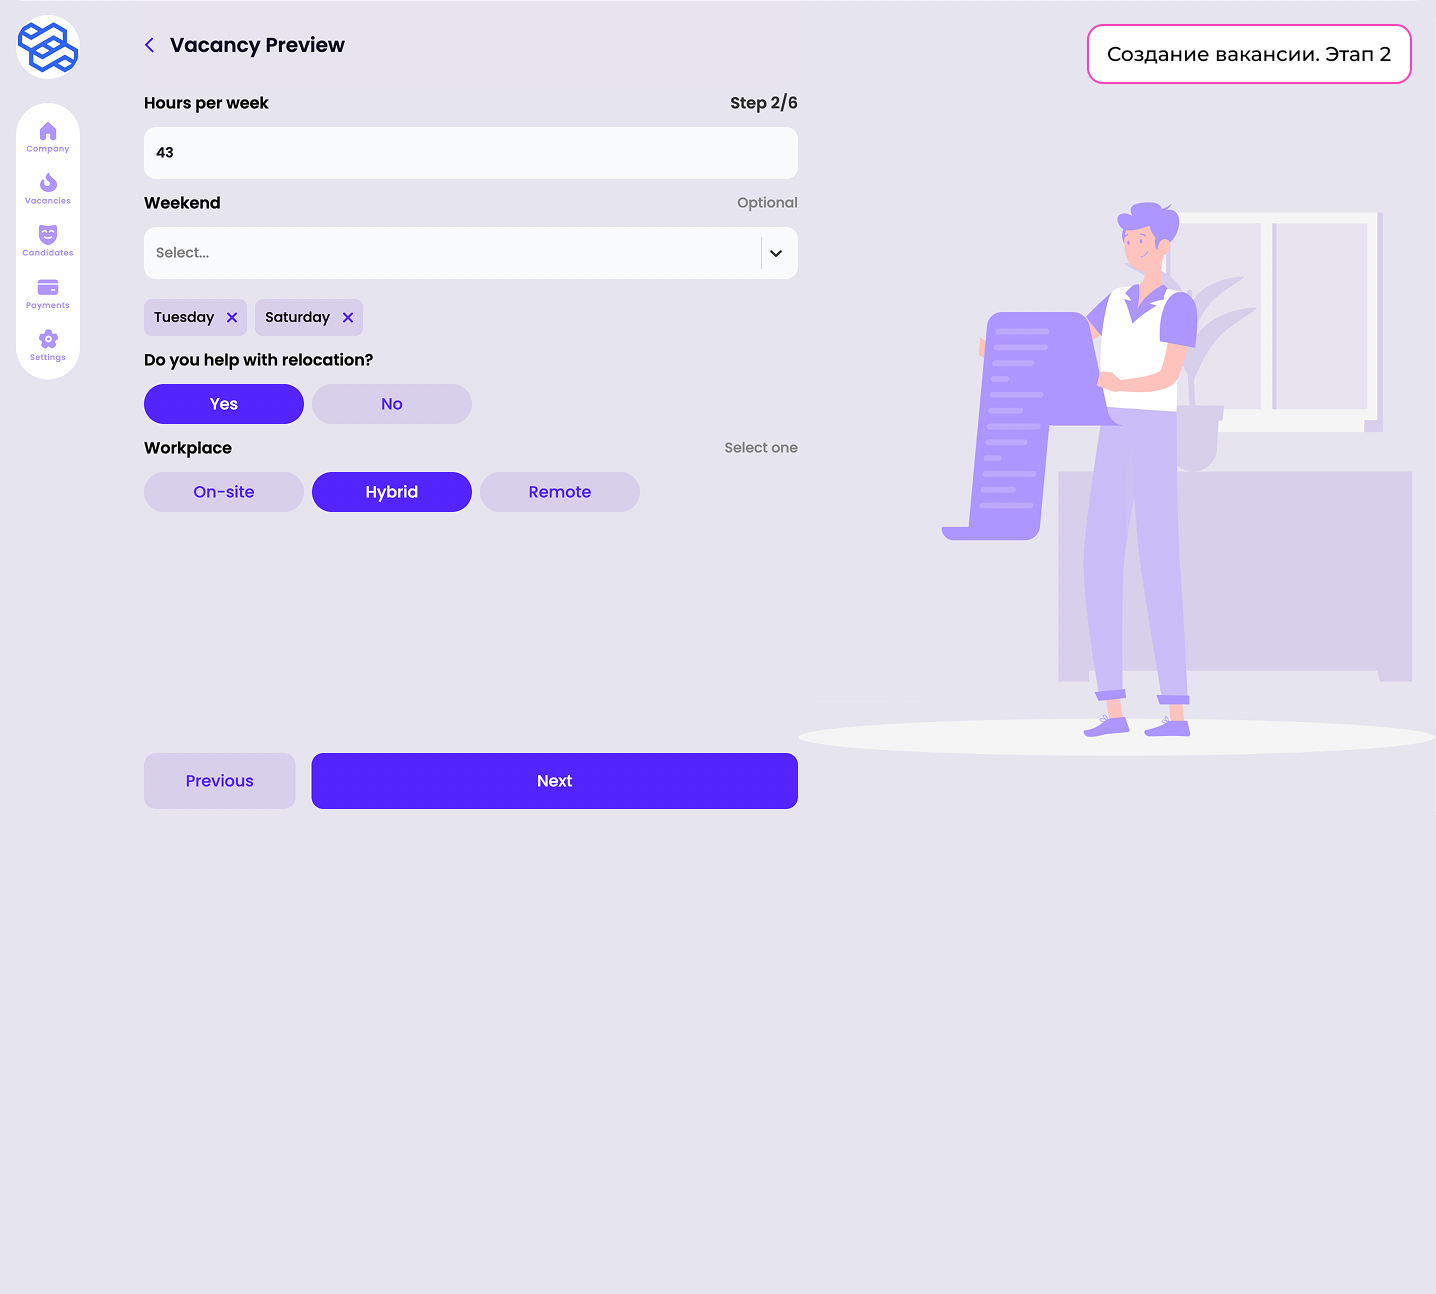 Vacancy Preview
Создание вакансии. Этап 2
Company
Vacancies
Candidates
Payments
Settings
Hours per week
Step 2/6
43
Weekend
Optional
Select...
Tuesday
Saturday
Do you help with relocation?
Yes
No
Workplace
Select one
On-site
Hybrid
Remote
Previous
Next